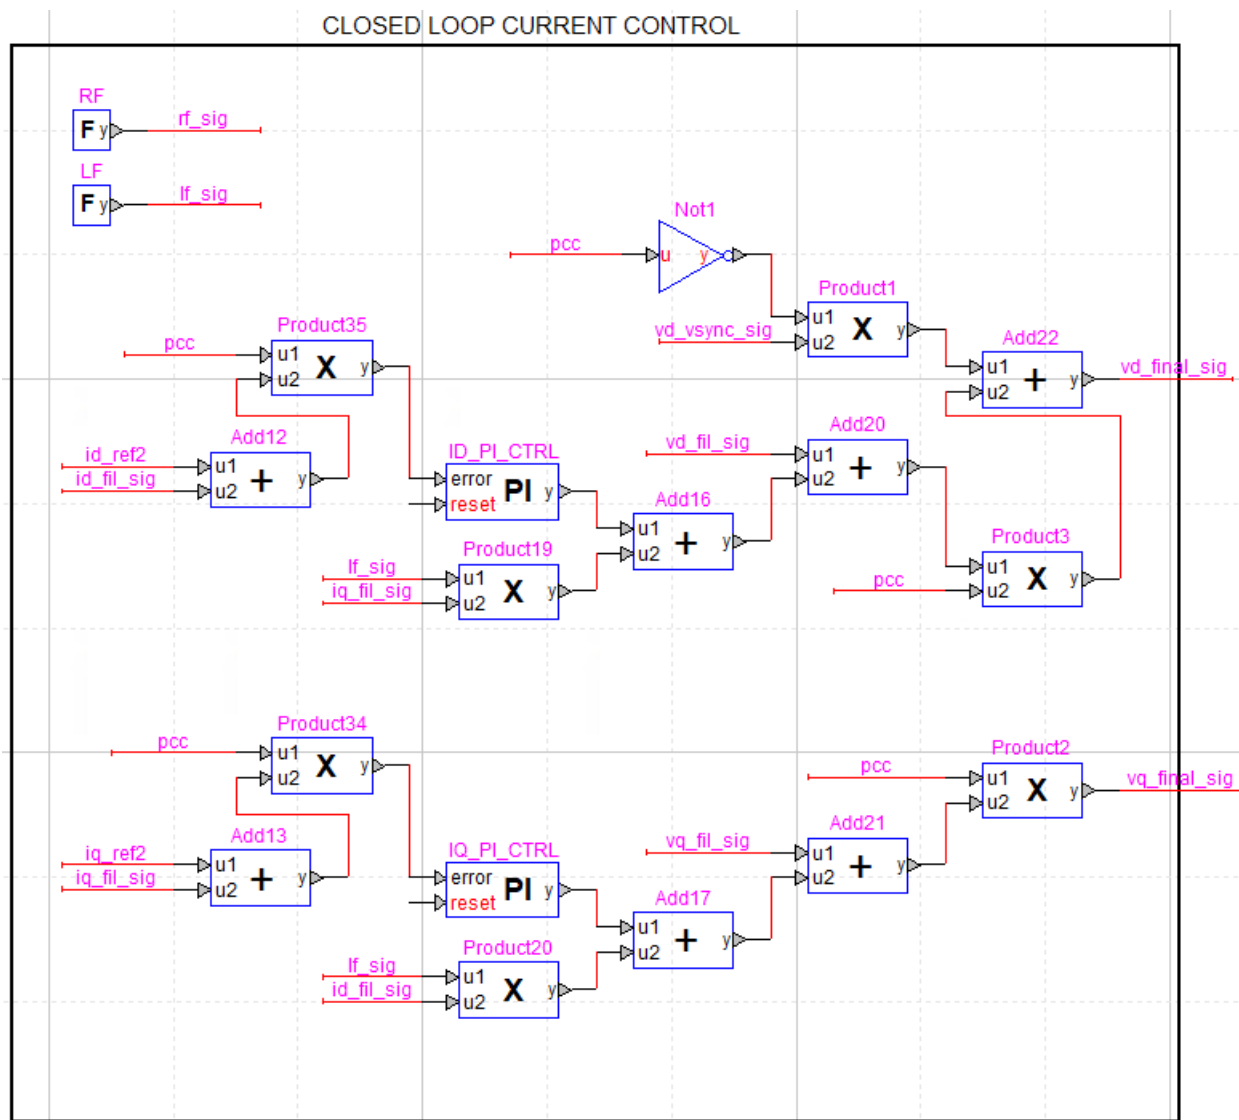 CLOSED LOOP CURRENT CONTROL
RF
F y
rf_sig
LF
F y
lf_sig
Not1
pcc
u y
Product1
u1
X y
u2
vd_vsync_sig
Product35
pcc
u1
X y
u2
Add22
u1
+ y
u2
vd_final_sig
Add12
id_ref2
id_fil_sig
u1
+ y
u2
ID_PI_CTRL
error
PI y
reset
vd_fil_sig
Add20
u1
+ y
u2
Add16
u1
+ y
u2
Product19
lf_sig
iq_fil_sig
u1
X y
u2
Product3
pcc
u1
X y
u2
Product34
pcc
u1
X y
u2
Product2
pcc
u1
X y
u2
vq_final_sig
Add13
iq_ref2
iq_fil_sig
u1
+ y
u2
IQ_PI_CTRL
error
PI y
reset
vq_fil_sig
Add21
u1
+ y
u2
Add17
u1
+ y
u2
Product20
lf_sig
id_fil_sig
u1
X y
u2